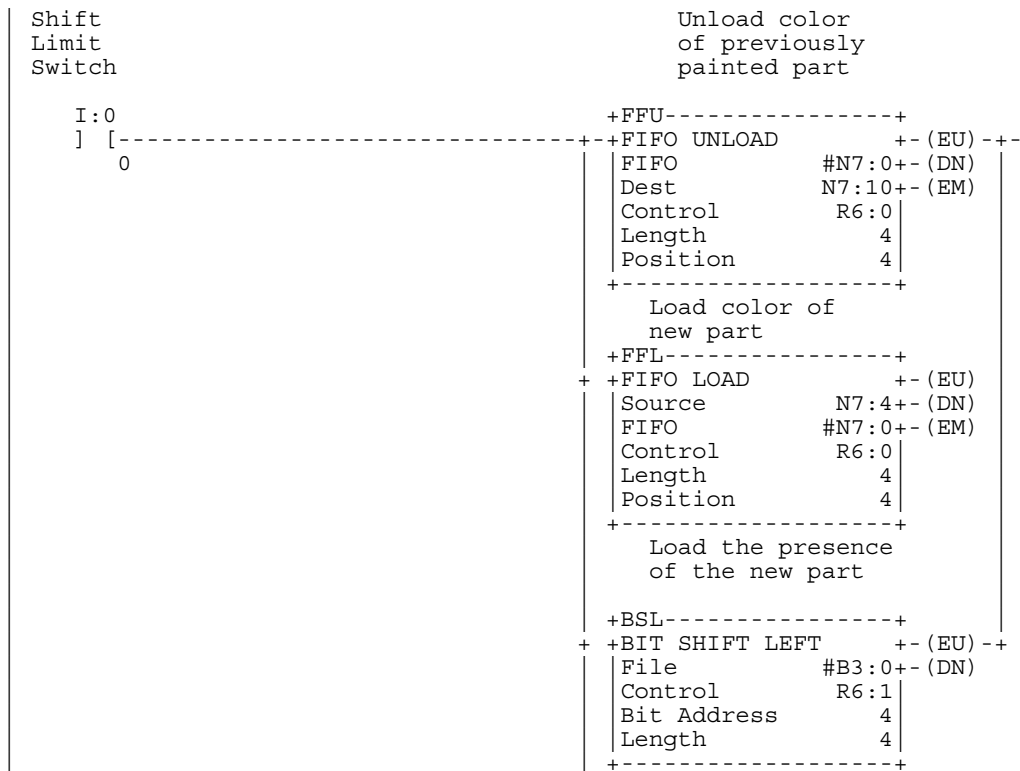 Shift Unload color
Limit of previously
Switch painted part
I:0 +FFU----------------+
] [--------------------------------+-+FIFO UNLOAD +-(EU)-+-
0 | |FIFO #N7:0+-(DN) |
| |Dest N7:10+-(EM) |
| |Control R6:0| |
| |Length 4| |
| |Position 4| |
| +-------------------+ |
| Load color of |
| new part |
| +FFL----------------+ |
+ +FIFO LOAD +-(EU) |
| |Source N7:4+-(DN) |
| |FIFO #N7:0+-(EM) |
| |Control R6:0| |
| |Length 4| |
| |Position 4| |
| +-------------------+ |
| Load the presence |
| of the new part |
| +BSL----------------+ |
+ +BIT SHIFT LEFT +-(EU)-+
| |File #B3:0+-(DN)
| |Control R6:1|
| |Bit Address 4|
| |Length 4|
| +-------------------+